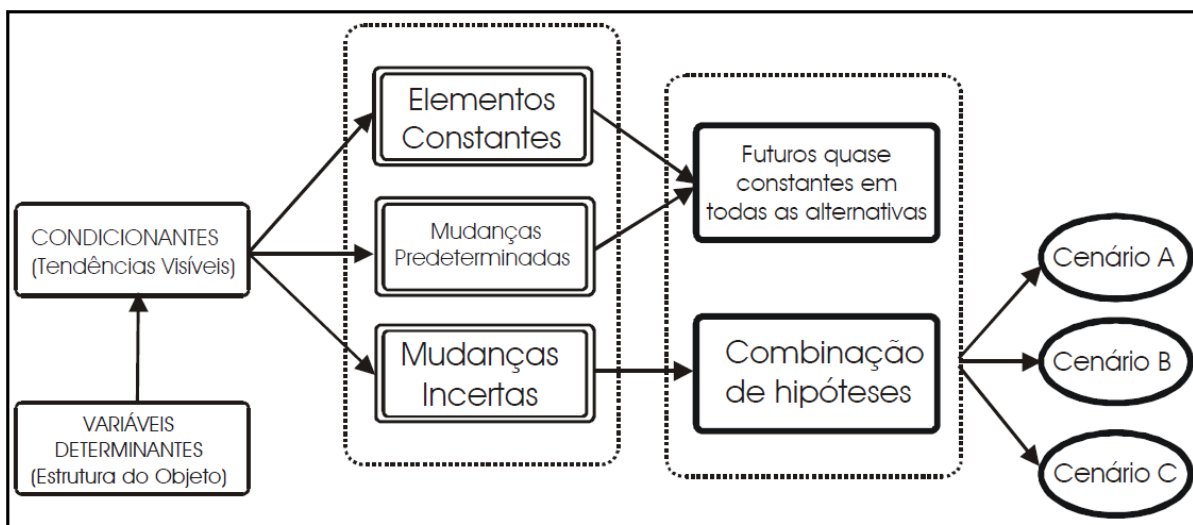 CONDICIONANTES
(Tendências Visíveis)
VARIÁVEIS
DETERMINANTES
(Estrutura do Objeto)
Elementos
Constantes
Mudanças
Predeterminadas
Mudanças
Incertas
Futuros quase
constantes em
todas as alternativas
Combinação
de hipóteses
Cenário A
Cenário B
Cenário C